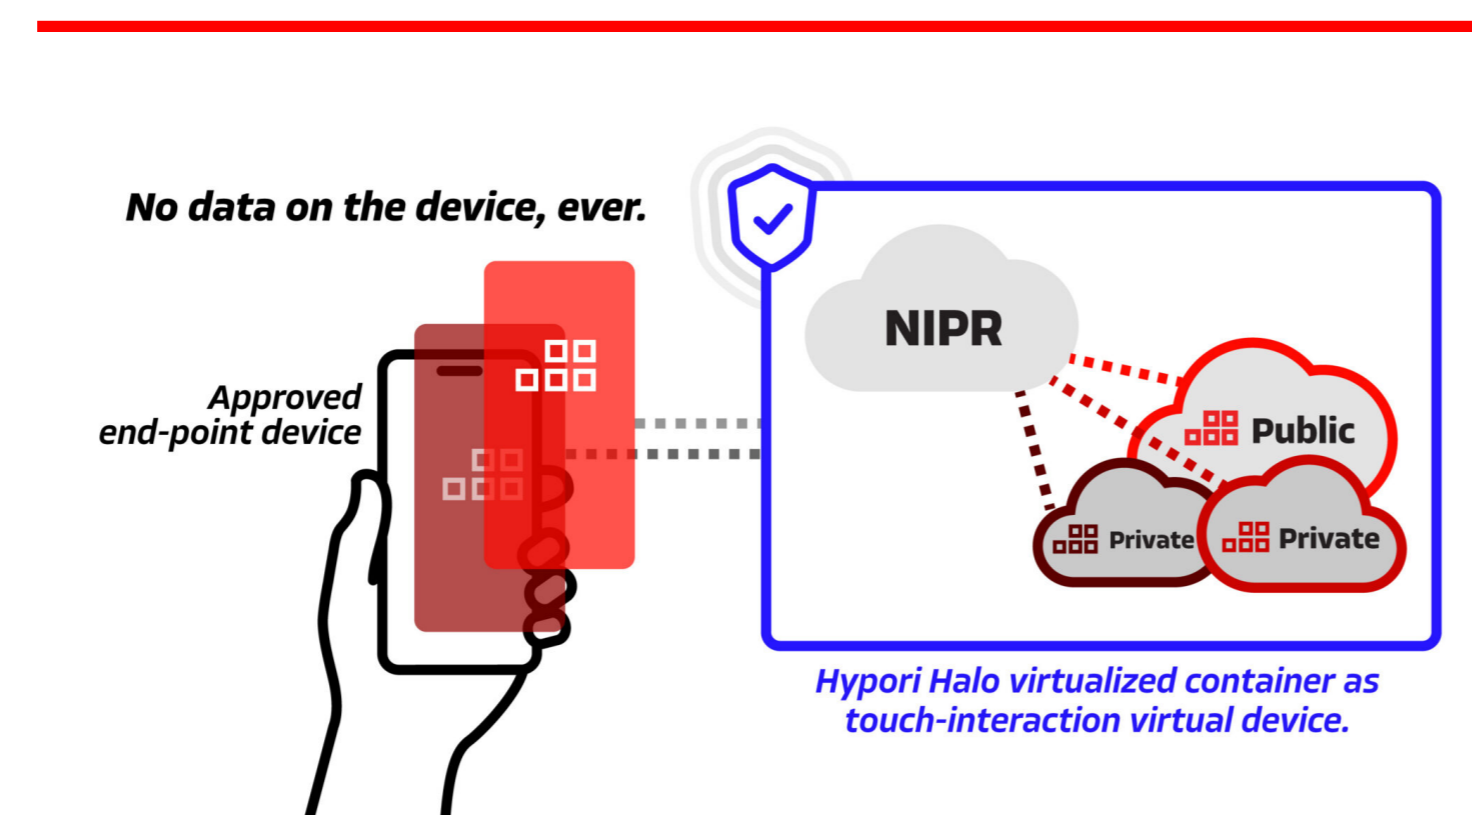 No data on the device, ever.
Approved
end-point device
NIPR
Public
Private
Private
Hypori Halo virtualized container as
touch-interaction virtual device.